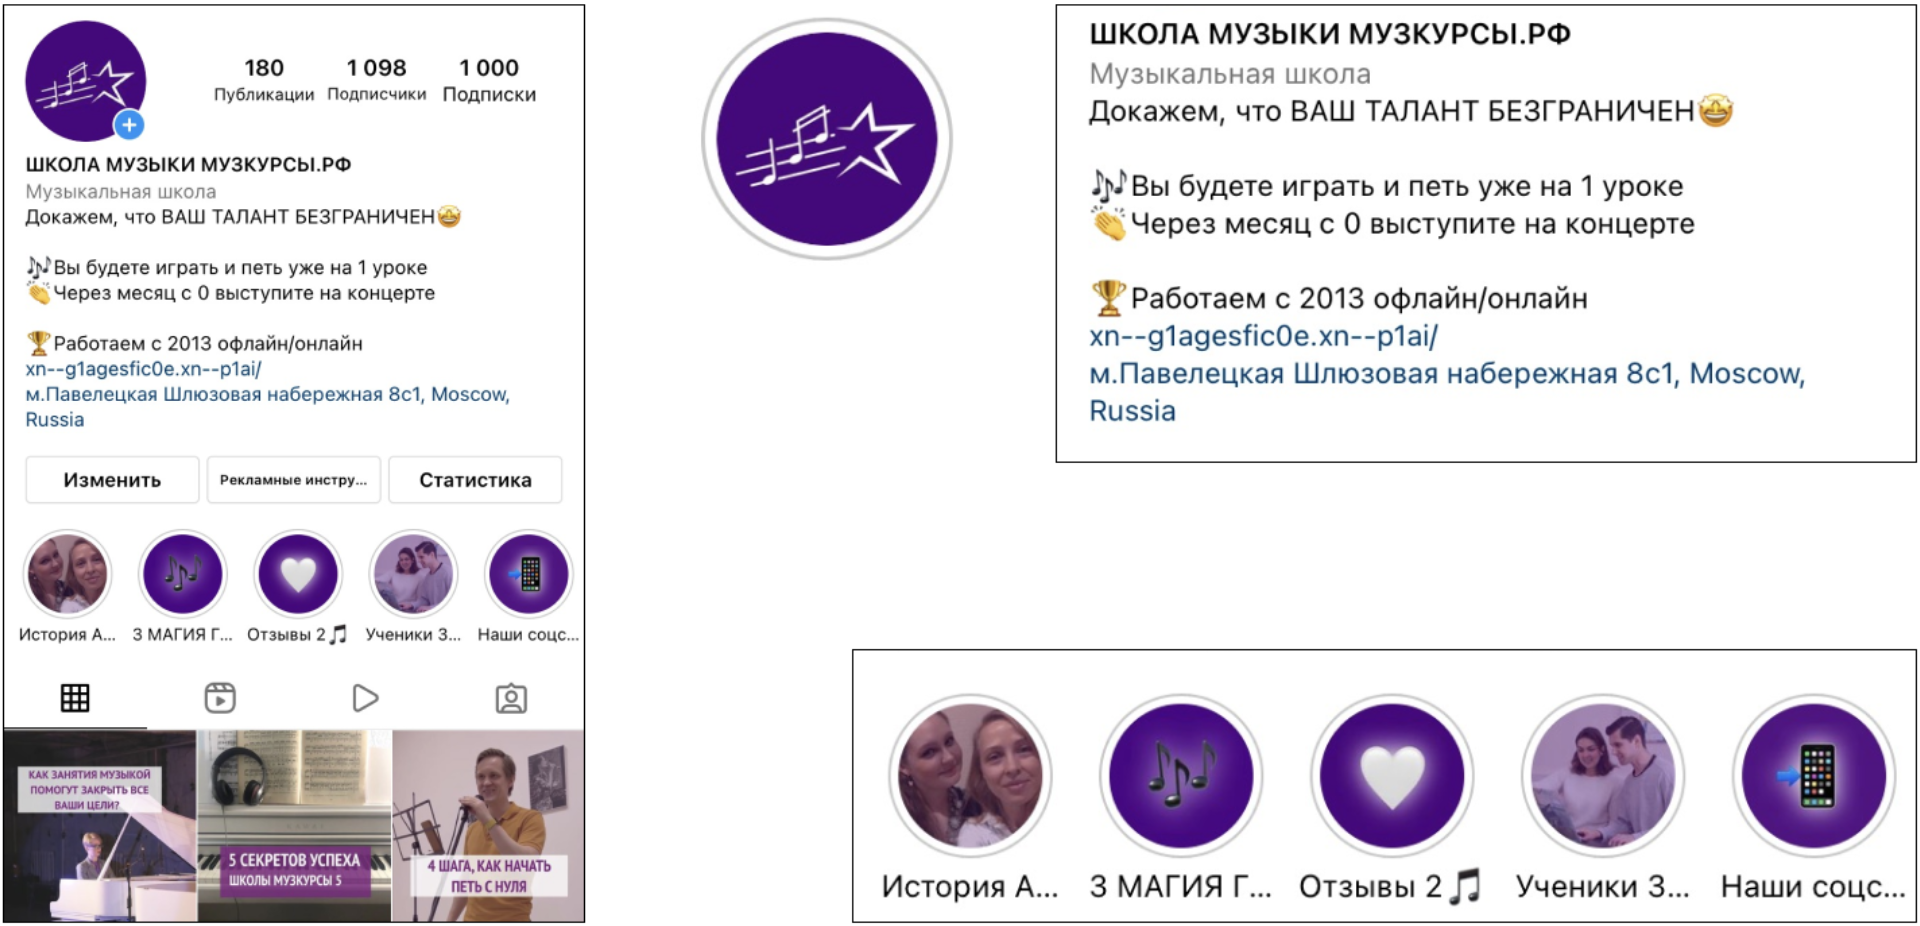 180
1 098
1 000
Публикации
Подписчики
Подписки
ШКОЛА МУЗЫКИ МУЗКУРСЫ.РФ
Музыкальная школа
Докажем, что ВАШ ТАЛАНТ БЕЗГРАНИЧЕН🤩
🎶Вы будете играть и петь уже на 1 уроке
👏Через месяц с 0 выступите на концерте
🏆Работаем с 2013 офлайн/онлайн
xn--g1agesfic0e.xn--p1ai/
м.Павелецкая Шлюзовая набережная 8с1, Moscow,
Russia
Изменить
Рекламные инстру...
Статистика
История А...
3 МАГИЯ Г...
Отзывы 2🎵
Ученики 3...
Наши соцс...
КАК ЗАНЯТИЯ МУЗЫКОЙ
ПОМОГУТ ЗАКРЫТЬ ВСЕ
ВАШИ ЦЕЛИ?
5 СЕКРЕТОВ УСПЕХА
ШКОЛЫ МУЗКУРСЫ 5
4 ШАГА, КАК НАЧАТЬ
ПЕТЬ С НУЛЯ
ШКОЛА МУЗЫКИ МУЗКУРСЫ.РФ
Музыкальная школа
Докажем, что ВАШ ТАЛАНТ БЕЗГРАНИЧЕН🤩
🎶Вы будете играть и петь уже на 1 уроке
👏Через месяц с 0 выступите на концерте
🏆Работаем с 2013 офлайн/онлайн
xn--g1agesfic0e.xn--p1ai/
м.Павелецкая Шлюзовая набережная 8с1, Moscow,
Russia
История А...
3 МАГИЯ Г...
Отзывы 2🎵
Ученики 3...
Наши соцс...